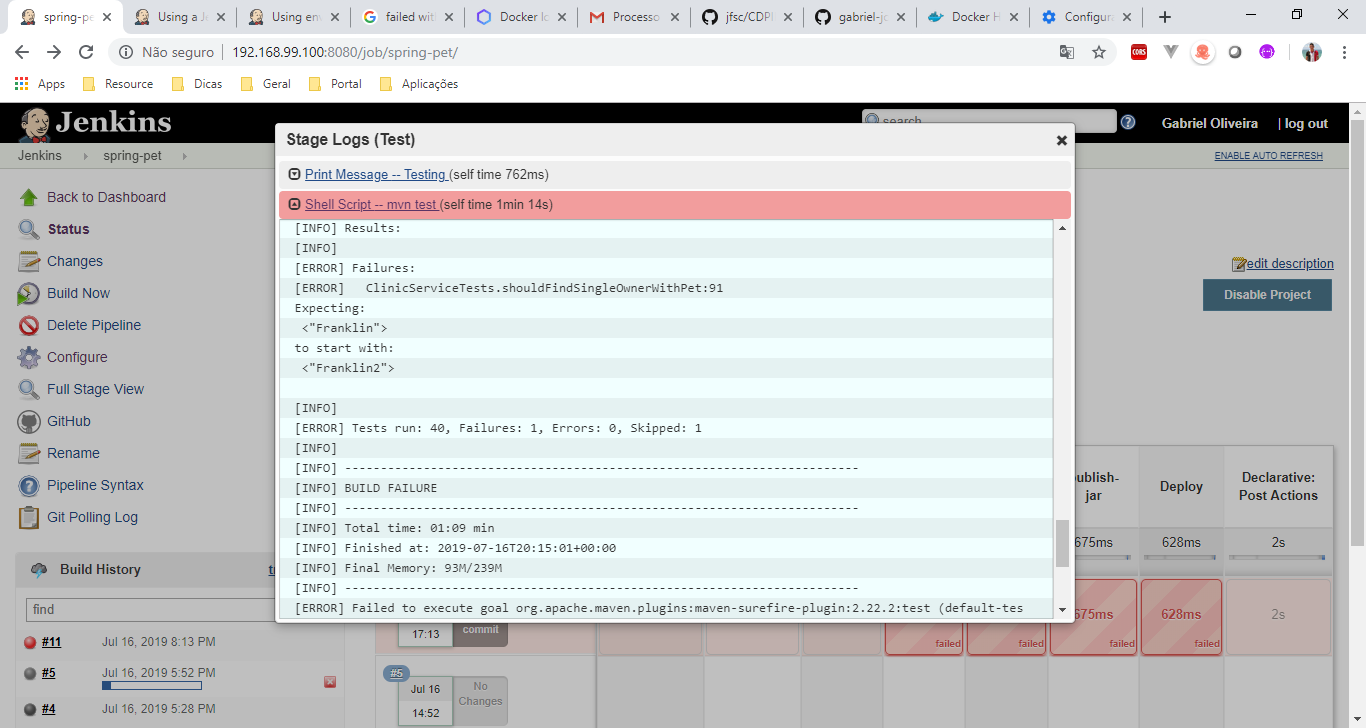 spring-pe
Using a J
Using en
failed wit
Docker lo
Processo
jfsc/CDPI
gabriel-jo
Docker H
Configur
Não seguro
192.168.99.100:8080/job/spring-pet/
CORS
Apps
Resource
Dicas
Geral
Portal
Aplicações
Jenkins
search
Gabriel Oliveira
| log out
Jenkins
spring-pet
ENABLE AUTO REFRESH
Back to Dashboard
Status
Changes
Build Now
Delete Pipeline
Configure
Full Stage View
GitHub
Rename
Pipeline Syntax
Git Polling Log
edit description
Disable Project
Stage Logs (Test)
Print Message -- Testing (self time 762ms)
Shell Script -- mvn test (self time 1min 14s)
[INFO] Results:
[INFO]
[ERROR] Failures:
[ERROR]   ClinicServiceTests.shouldFindSingleOwnerWithPet:91
Expecting:
<"Franklin">
to start with:
<"Franklin2">
[INFO]
[ERROR] Tests run: 40, Failures: 1, Errors: 0, Skipped: 1
[INFO]
[INFO] ------------------------------------------------------------------------
[INFO] BUILD FAILURE
[INFO] ------------------------------------------------------------------------
[INFO] Total time: 01:09 min
[INFO] Finished at: 2019-07-16T20:15:01+00:00
[INFO] Final Memory: 93M/239M
[INFO] ------------------------------------------------------------------------
[ERROR] Failed to execute goal org.apache.maven.plugins:maven-surefire-plugin:2.22.2:test (default-tes
Build History
find
#11
Jul 16, 2019 8:13 PM
#5
Jul 16, 2019 5:52 PM
#4
Jul 16, 2019 5:28 PM
ublish-
jar
Deploy
Declarative:
Post Actions
675ms
628ms
2s
675ms
628ms
2s
failed
failed
failed
failed
17:13
commit
#5
Jul 16
14:52
No
Changes